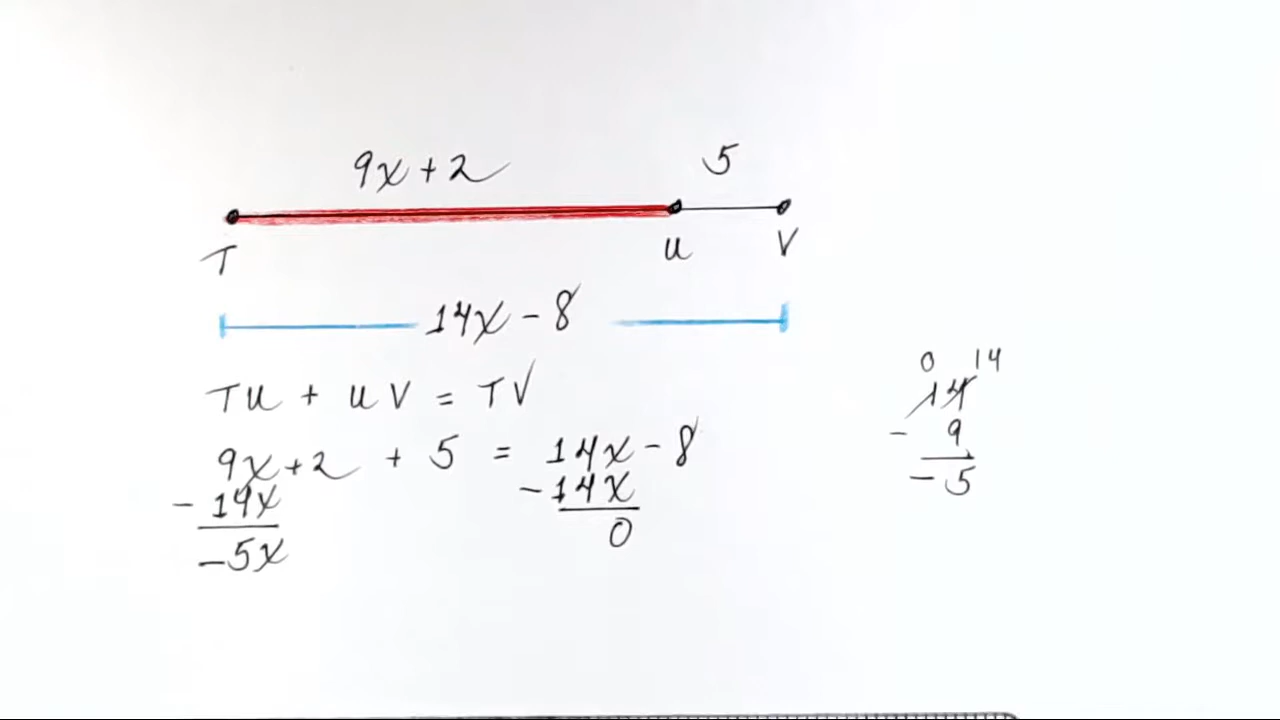 9x+2 5
T U V
14x-8
TU + UV = TV
9x+2 + 5 = 14x-8
-14x -14x
-5x 0
0 14
14
- 9
-5